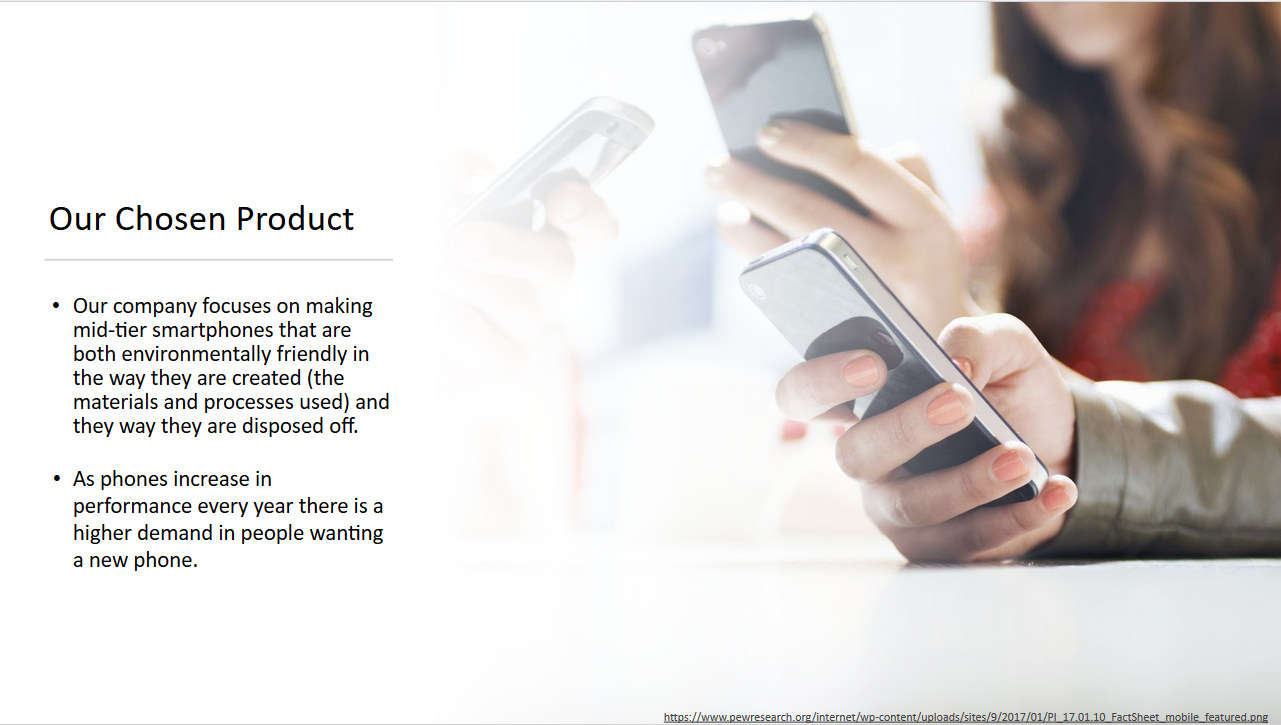 Our Chosen Product
• Our company focuses on making
mid-tier smartphones that are
both environmentally friendly in
the way they are created (the
materials and processes used) and
they way they are disposed off.
• As phones increase in
performance every year there is a
higher demand in people wanting
a new phone.
https://www.pewresearch.org/internet/wp-content/uploads/sites/9/2017/01/PI_17.01.10_FactSheet_mobile_featured.png